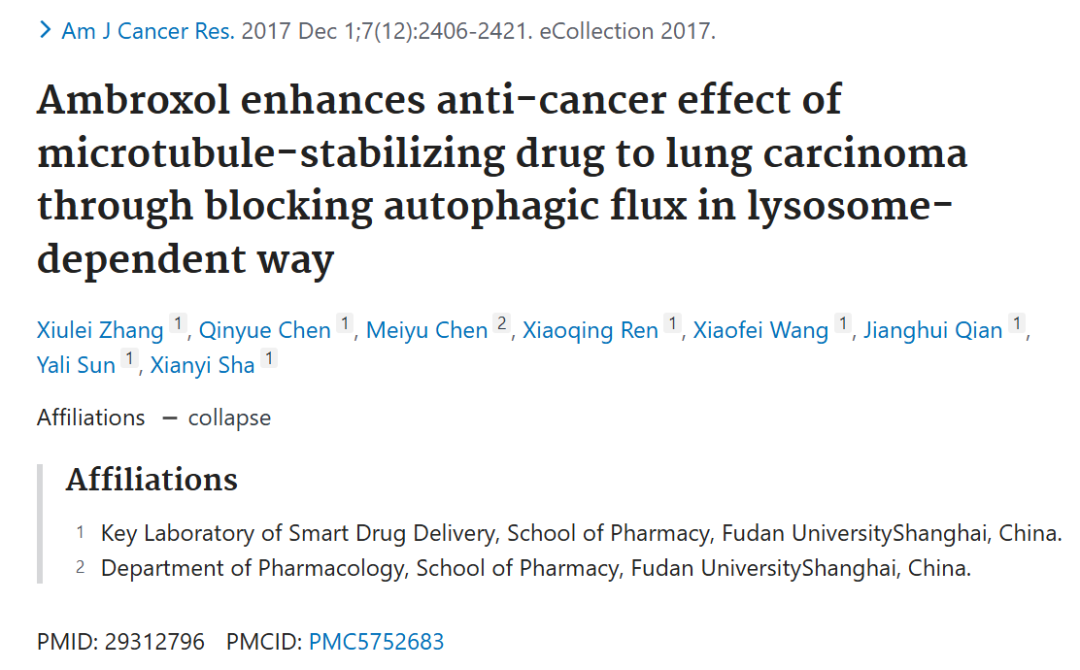 > Am J Cancer Res. 2017 Dec 1;7(12):2406-2421. eCollection 2017.
Ambroxol enhances anti-cancer effect of
microtubule-stabilizing drug to lung carcinoma
through blocking autophagic flux in lysosome-
dependent way
Xiulei Zhang 1, Qinyue Chen 1, Meiyu Chen 2, Xiaoqing Ren 1, Xiaofei Wang 1, Jianghui Qian 1,
Yali Sun 1, Xianyi Sha 1
Affiliations − collapse
Affiliations
1 Key Laboratory of Smart Drug Delivery, School of Pharmacy, Fudan UniversityShanghai, China.
2 Department of Pharmacology, School of Pharmacy, Fudan UniversityShanghai, China.
PMID: 29312796 PMCID: PMC5752683